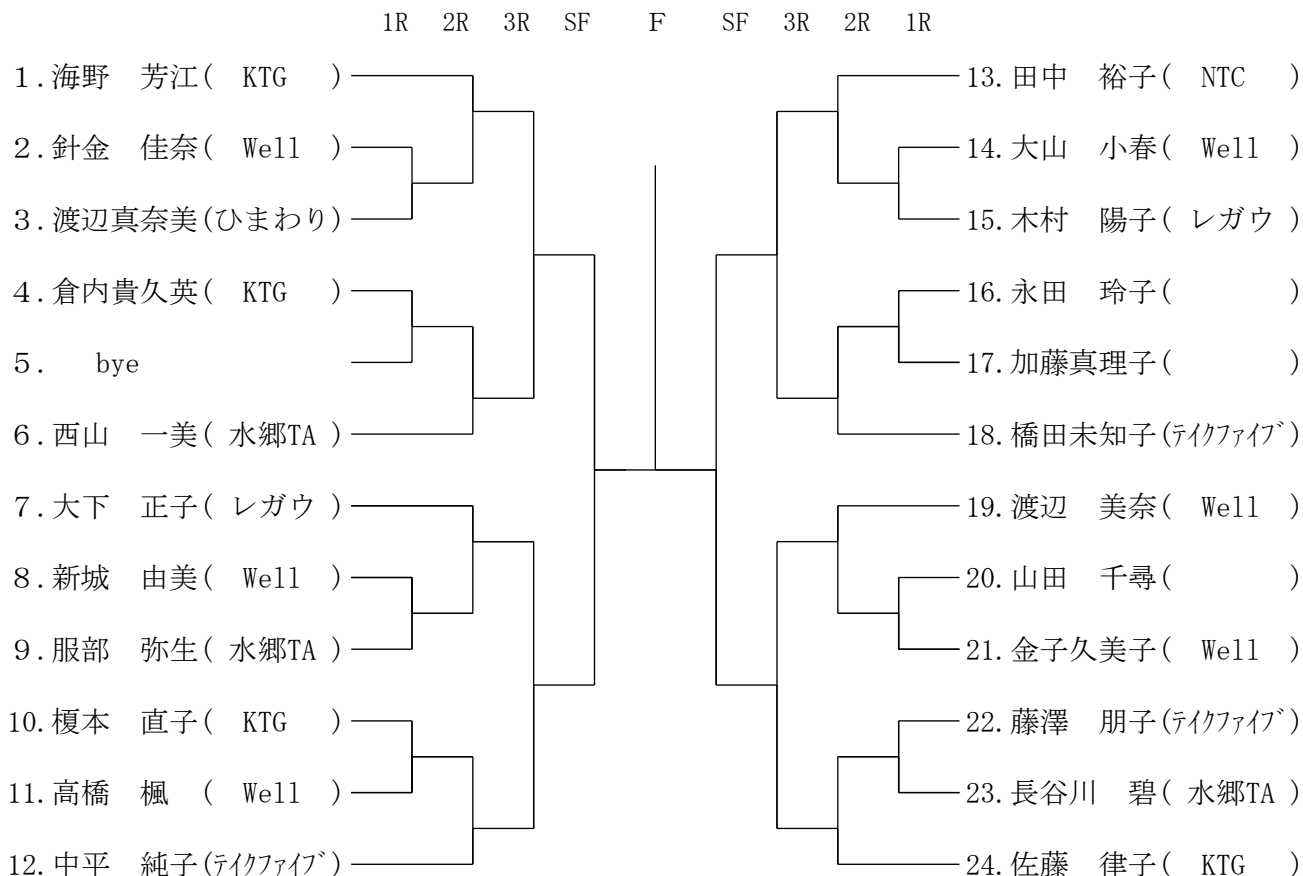 1R 2R 3R SF F SF 3R 2R 1R
1.海野 芳江( KTG )
2.針金 佳奈( Well )
3.渡辺真奈美(ひまわり)
4.倉内貴久英( KTG )
5. bye
6.西山 一美( 水郷TA )
7.大下 正子( レガウ )
8.新城 由美( Well )
9.服部 弥生( 水郷TA )
10.榎本 直子( KTG )
11.高橋 楓 ( Well )
12.中平 純子(テイクファイブ)
13.田中 裕子( NTC )
14.大山 小春( Well )
15.木村 陽子( レガウ )
16.永田 玲子( )
17.加藤真理子( )
18.橋田未知子(テイクファイブ)
19.渡辺 美奈( Well )
20.山田 千尋( )
21.金子久美子( Well )
22.藤澤 朋子(テイクファイブ)
23.長谷川 碧( 水郷TA )
24.佐藤 律子( KTG )